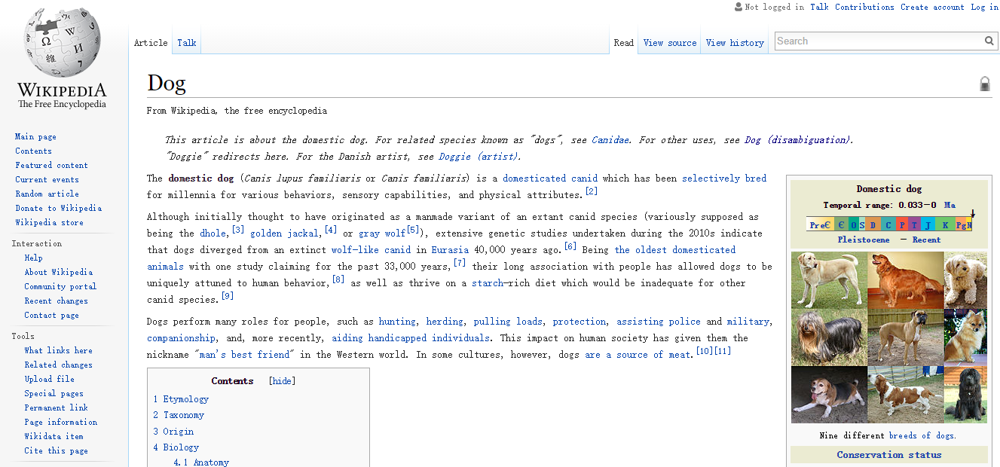 Not logged in Talk Contributions Create account Log in
Article Talk Read View source View history Search
WIKIPEDIA
The Free Encyclopedia
Main page
Contents
Featured content
Current events
Random article
Donate to Wikipedia
Wikipedia store
Interaction
Help
About Wikipedia
Community portal
Recent changes
Contact page
Tools
What links here
Related changes
Upload file
Special pages
Permanent link
Page information
Wikidata item
Cite this page
Dog
From Wikipedia, the free encyclopedia
This article is about the domestic dog. For related species known as "dogs", see Canidae. For other uses, see Dog (disambiguation).
"Doggie" redirects here. For the Danish artist, see Doggie (artist).
The domestic dog (Canis lupus familiaris or Canis familiaris) is a domesticated canid which has been selectively bred
for millennia for various behaviors, sensory capabilities, and physical attributes.[2]
Although initially thought to have originated as a manmade variant of an extant canid species (variously supposed as
being the dhole,[3] golden jackal,[4] or gray wolf[5]), extensive genetic studies undertaken during the 2010s indicate
that dogs diverged from an extinct wolf-like canid in Eurasia 40,000 years ago.[6] Being the oldest domesticated
animals with one study claiming for the past 33,000 years,[7] their long association with people has allowed dogs to be
uniquely attuned to human behavior,[8] as well as thrive on a starch-rich diet which would be inadequate for other
canid species.[9]
Dogs perform many roles for people, such as hunting, herding, pulling loads, protection, assisting police and military,
companionship, and, more recently, aiding handicapped individuals. This impact on human society has given them the
nickname "man's best friend" in the Western world. In some cultures, however, dogs are a source of meat.[10][11]
Contents [hide]
1 Etymology
2 Taxonomy
3 Origin
4 Biology
4.1 Anatomy
Domestic dog
Temporal range: 0.033–0 Ma
PreЄ Є O S D C P T J K Pg N
Pleistocene – Recent
Nine different breeds of dogs.
Conservation status